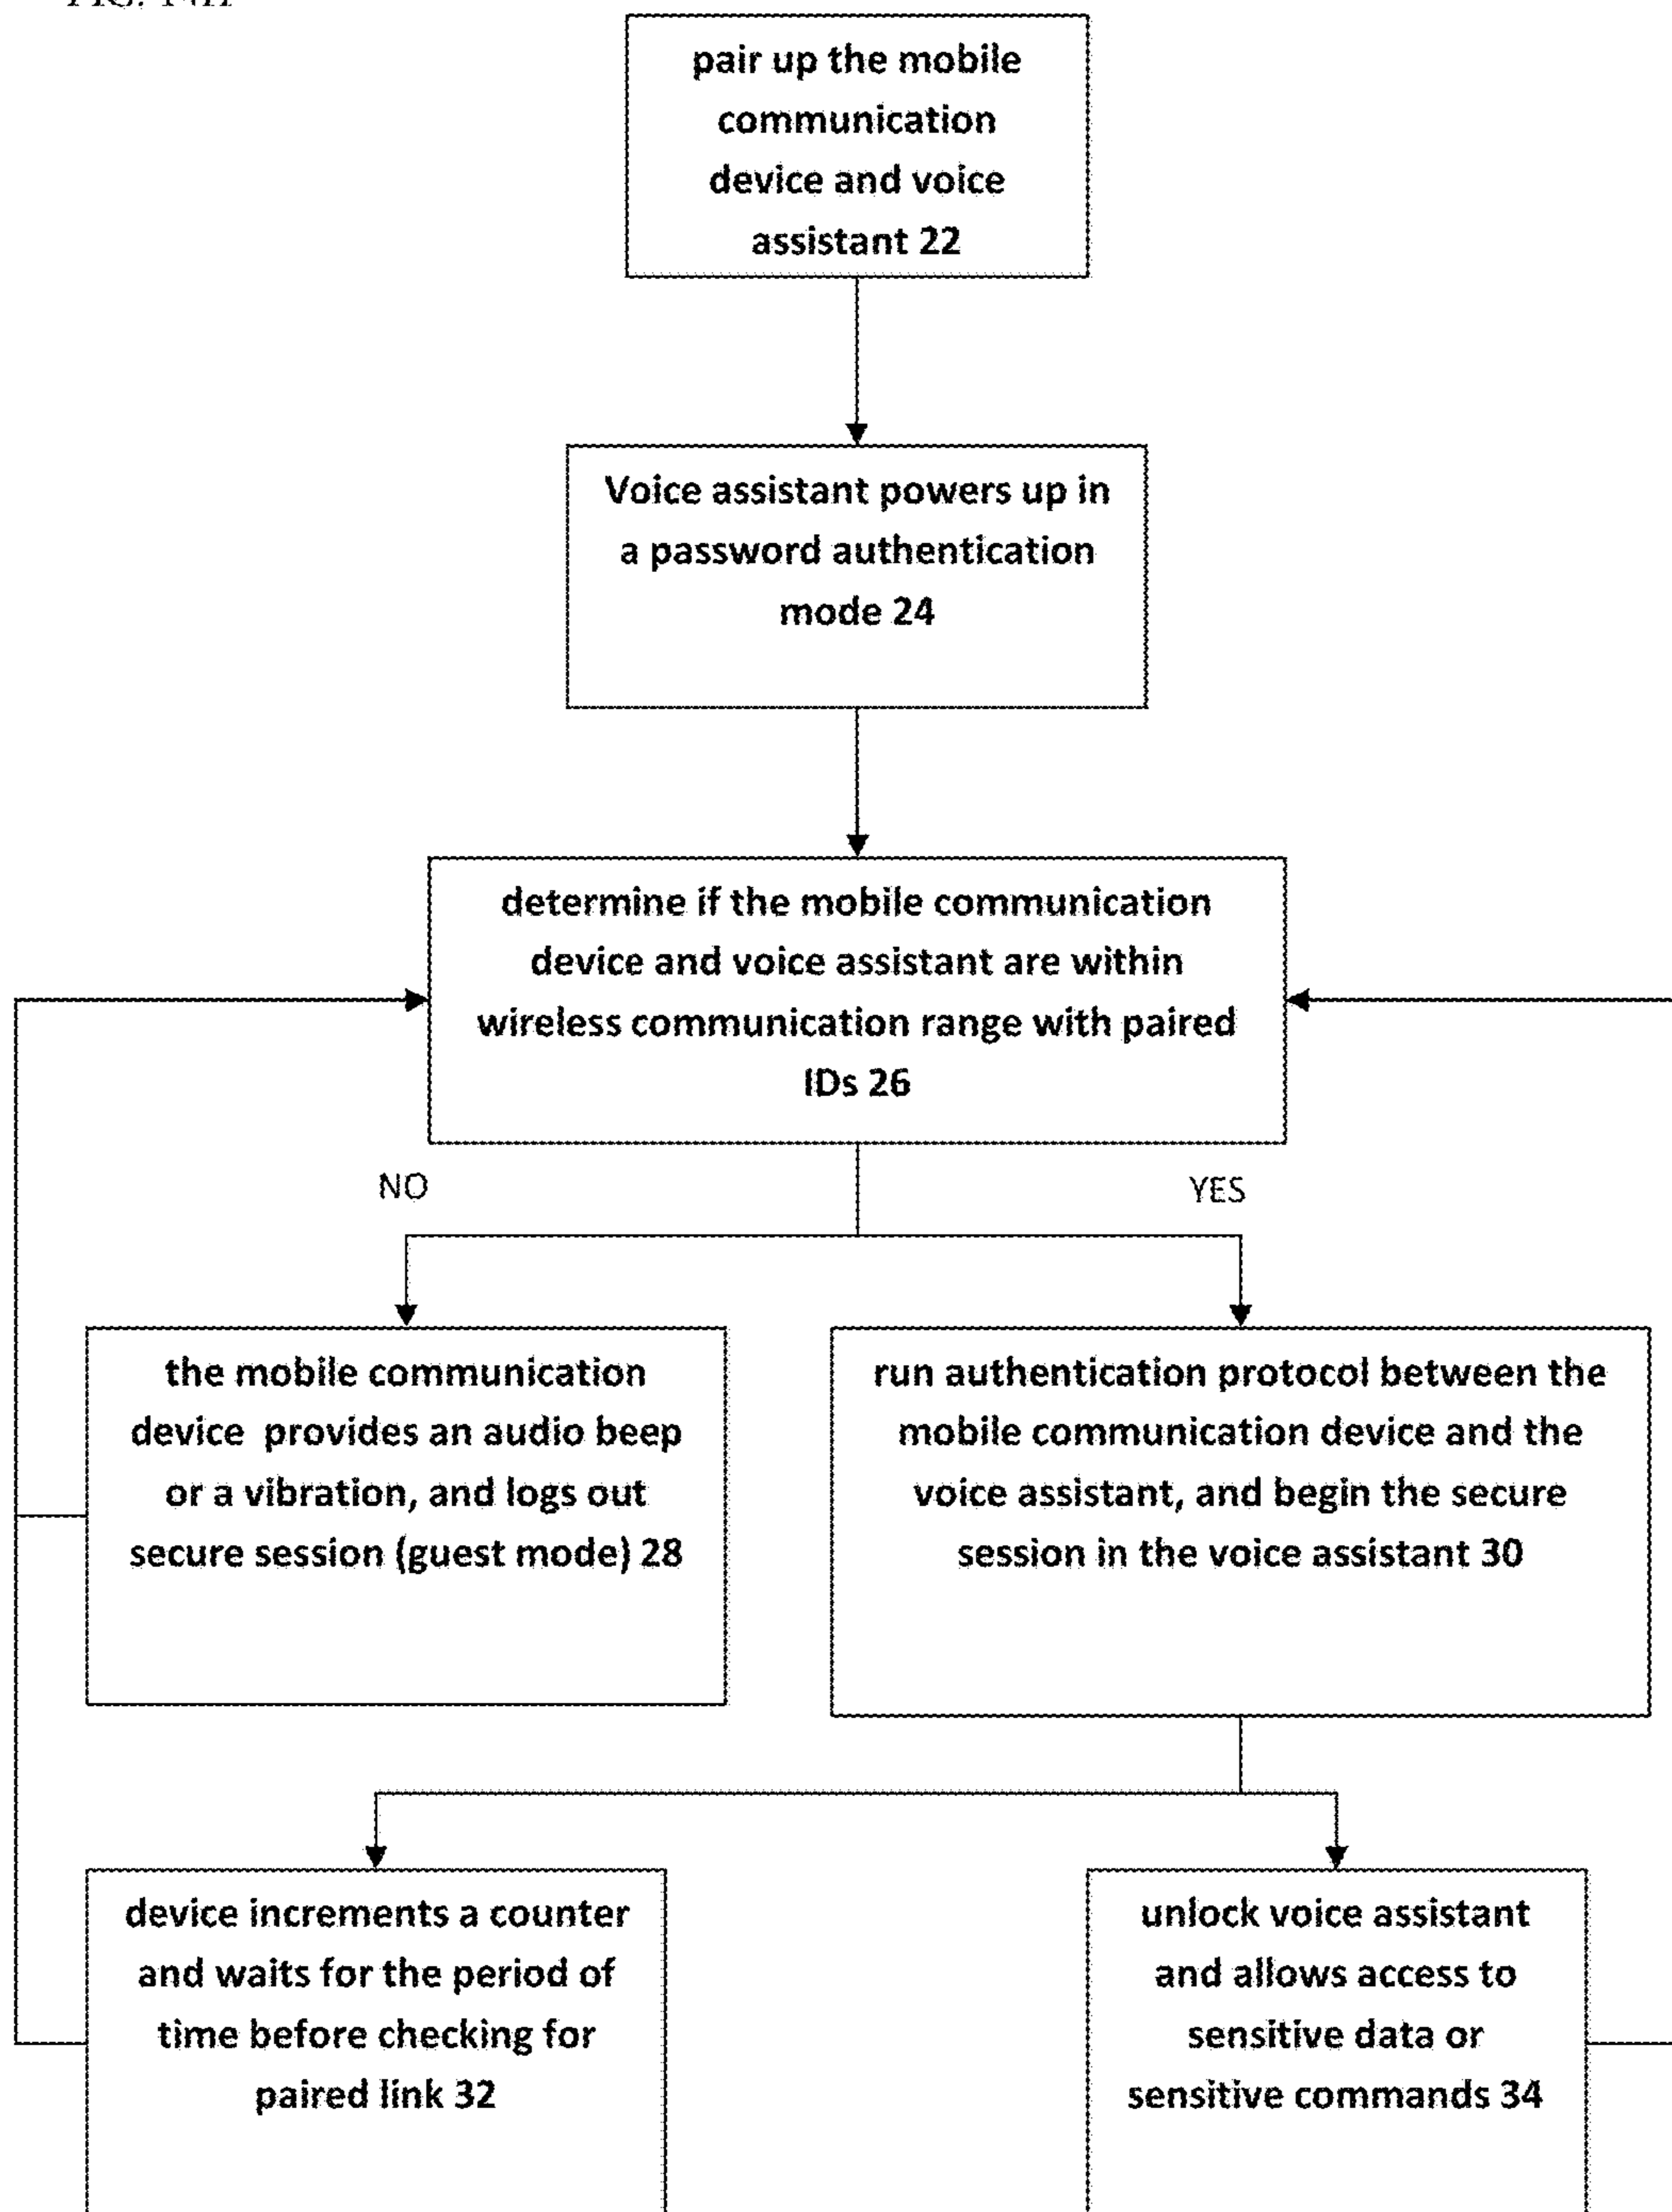 pair up the mobile
communication
device and voice
assistant 22
Voice assistant powers up in
a password authentication
mode 24
determine if the mobile communication
device and voice assistant are within
wireless communication range with paired
IDs 26
NO
YES
the mobile communication
device provides an audio beep
or a vibration, and logs out
secure session (guest mode) 28
run authentication protocol between the
mobile communication device and the
voice assistant, and begin the secure
session in the voice assistant 30
device increments a counter
and waits for the period of
time before checking for
paired link 32
unlock voice assistant
and allows access to
sensitive data or
sensitive commands 34